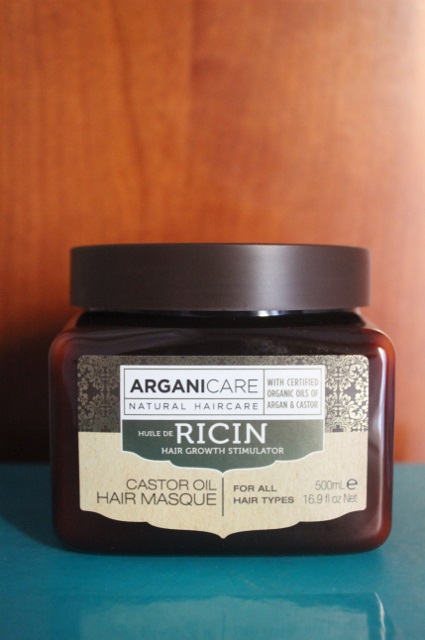 ARGANICARE
NATURAL HAIRCARE
WITH CERTIFIED
ORGANIC OILS OF
ARGAN & CASTOR
HUILE DE RICIN
HAIR GROWTH STIMULATOR
CASTOR OIL
HAIR MASQUE
FOR ALL
HAIR TYPES
500mL ℮
16.9 fl oz Net